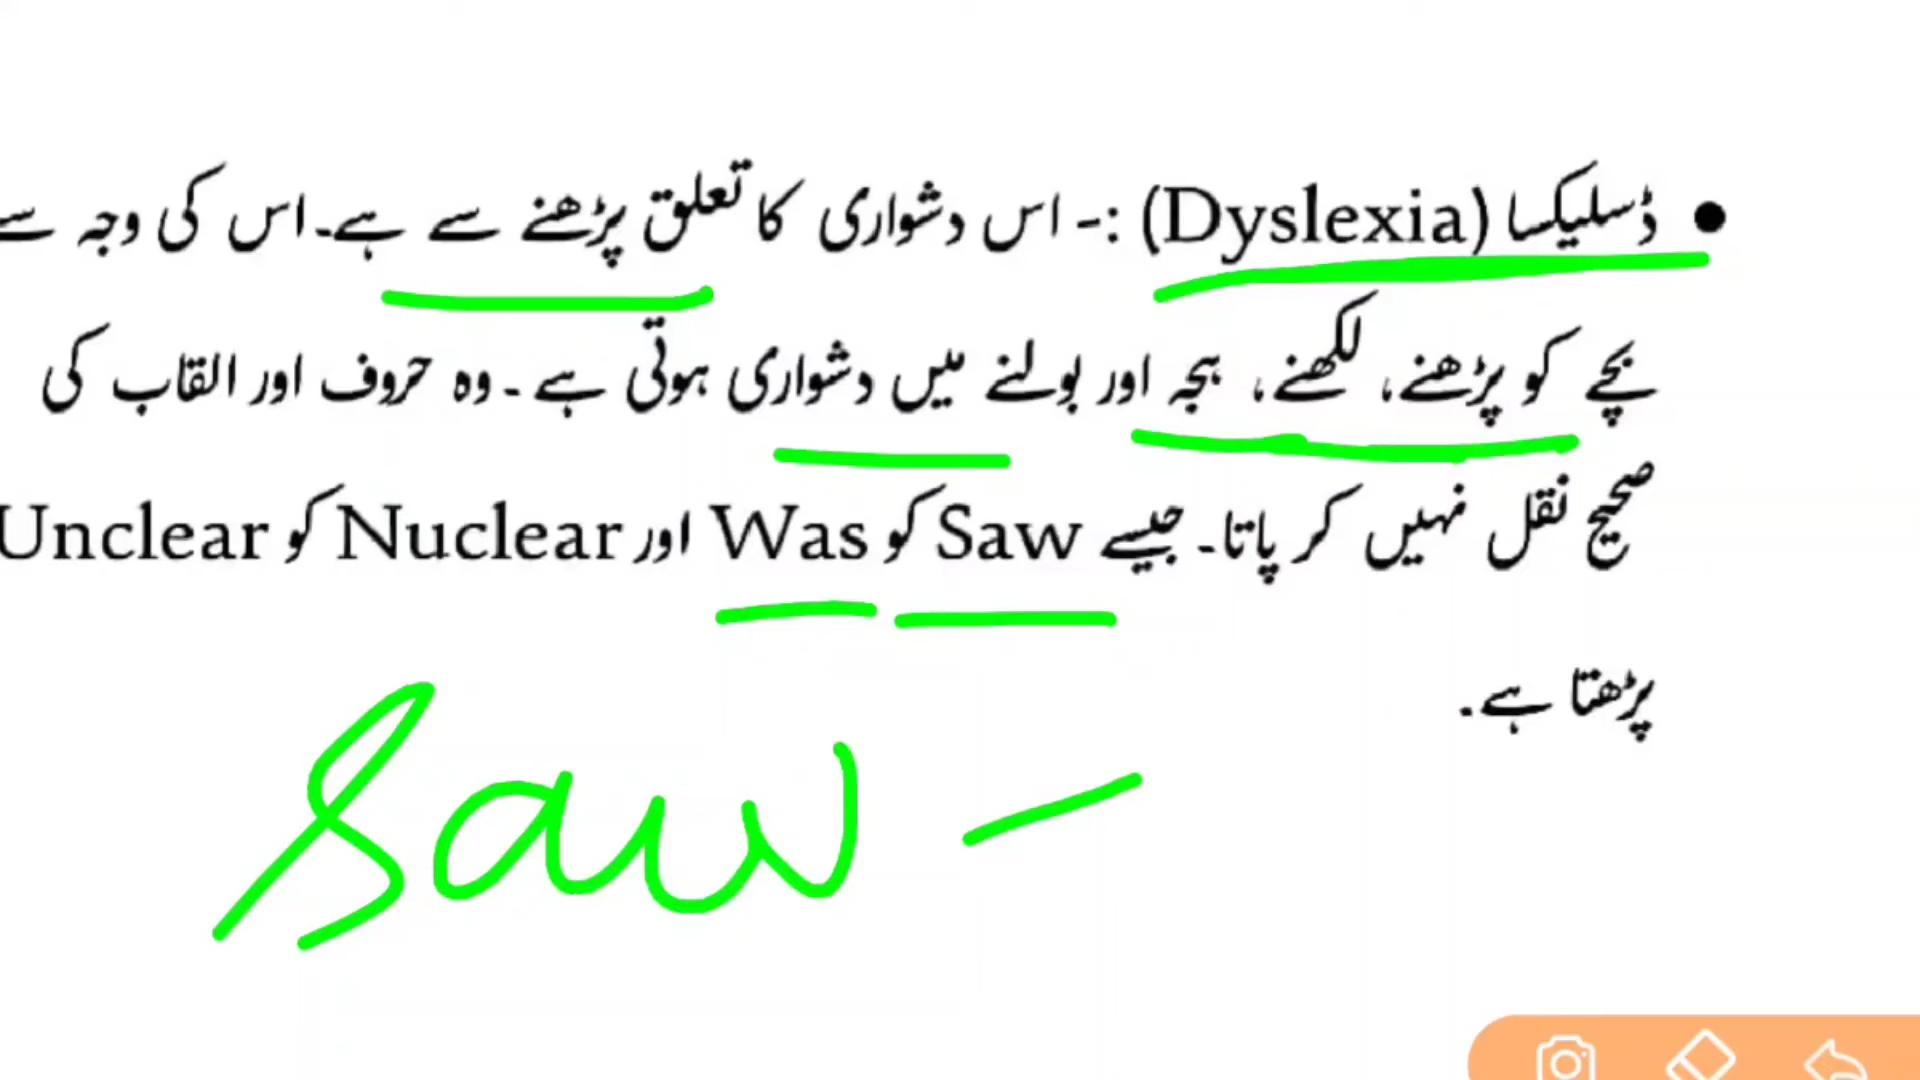 • ڈسلیکسا (Dyslexia) :- اس دشواری کا تعلق پڑھنے سے ہے۔ اس کی وجہ سے
بچے کو پڑھنے، لکھنے، ہجہ اور بولنے میں دشواری ہوتی ہے۔ وہ حروف اور القاب کی
صحیح نقل نہیں کر پاتا۔ جیسے Saw کو Was اور Nuclear کو Unclear
پڑھتا ہے۔
Saw –